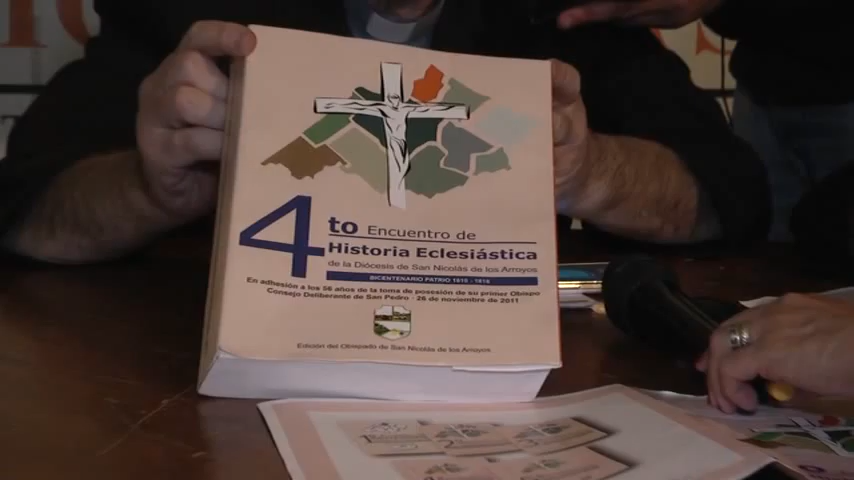 4to Encuentro de
Historia Eclesiástica
de la Diócesis de San Nicolás de los Arroyos
BICENTENARIO PATRIO 1810 : 1816
En adhesión a los 56 años de la toma de posesión de su primer Obispo
Concejo Deliberante de San Pedro - 26 de noviembre de 2011
Edición del Obispado de San Nicolás de los Arroyos